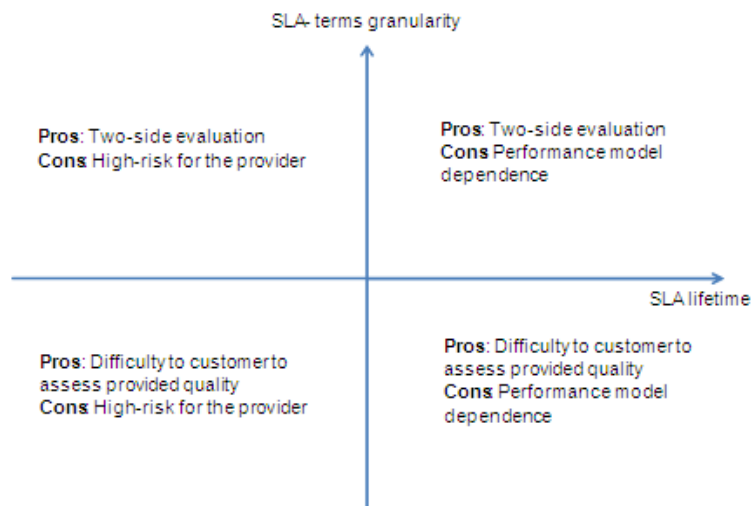 SLA- terms granularity
Pros: Two-side evaluation
Cons: High-risk for the provider
Pros: Two-side evaluation
Cons: Performance model
dependence
SLA lifetime
Pros: Difficulty to customer to
assess provided quality
Cons: High-risk for the provider
Pros: Difficulty to customer to
assess provided quality
Cons: Performance model
dependence